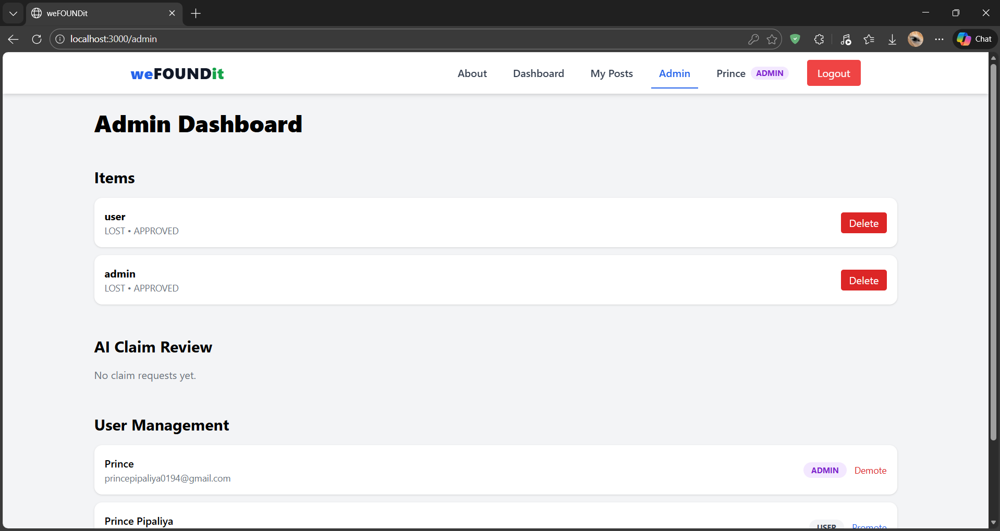 weFOUNDit
localhost:3000/admin
Chat
weFOUNDit
About
Dashboard
My Posts
Admin
Prince
ADMIN
Logout
Admin Dashboard
Items
user
LOST • APPROVED
Delete
admin
LOST • APPROVED
Delete
AI Claim Review
No claim requests yet.
User Management
Prince
princepipaliya0194@gmail.com
ADMIN
Demote
Prince Pipaliya
USER
Promote